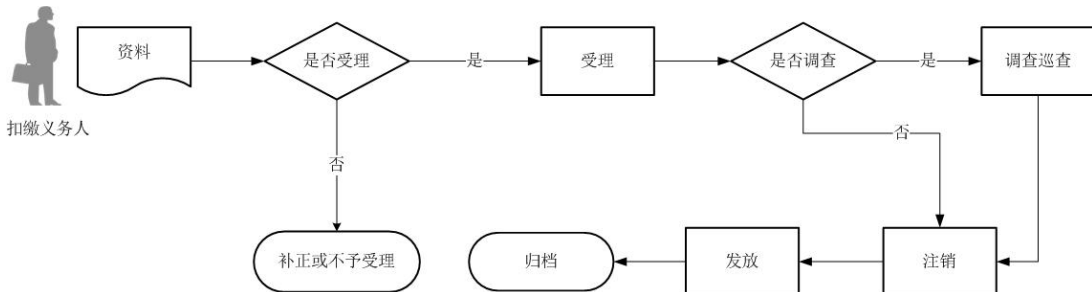 资料
是否受理
是
受理
是否调查
是
调查巡查
扣缴义务人
否
否
补正或不予受理
归档
发放
注销